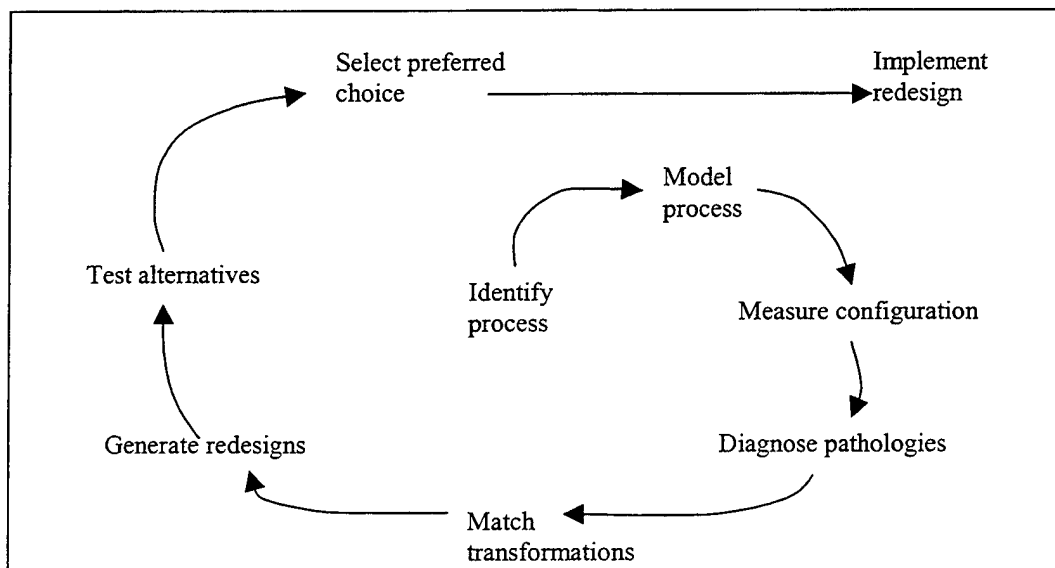 Select preferred
choice
Implement
redesign
Model
process
Test alternatives
Identify
process
Measure configuration
Generate redesigns
Diagnose pathologies
Match
transformations